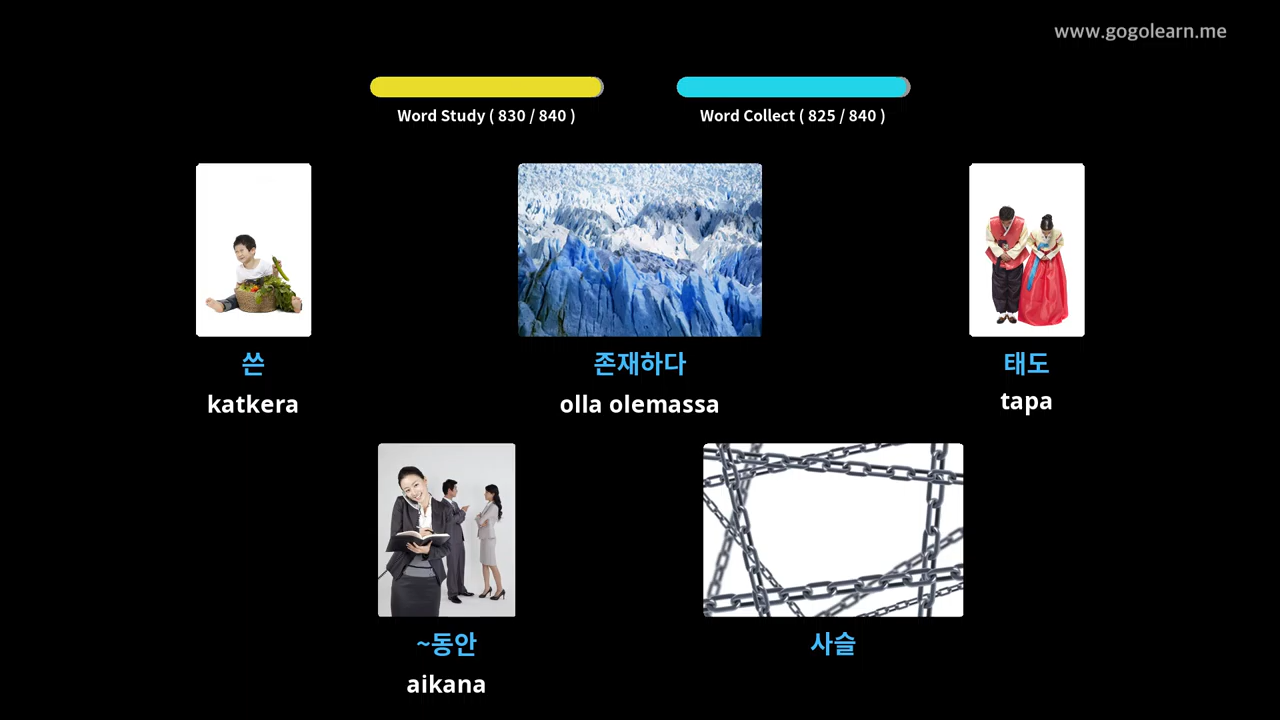 www.gogolearn.me
Word Study ( 830 / 840 )
Word Collect ( 825 / 840 )
쓴
katkera
존재하다
olla olemassa
태도
tapa
~동안
aikana
사슬